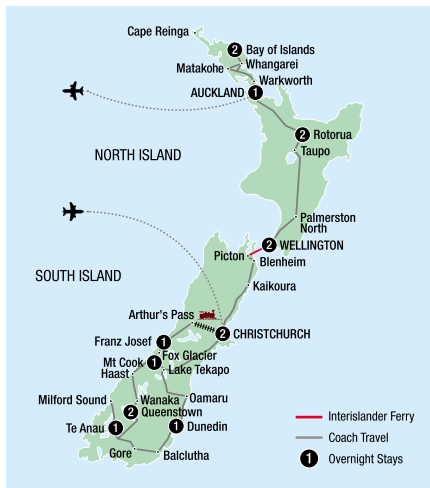 Cape Reinga
2
Bay of Islands
Whangarei
Matakohe
Warkworth
AUCKLAND
1
2
Rotorua
Taupo
NORTH ISLAND
Palmerston
North
2
WELLINGTON
Picton
Blenheim
SOUTH ISLAND
Kaikoura
Arthur's Pass
2
CHRISTCHURCH
Franz Josef
1
Fox Glacier
Mt Cook
1
Lake Tekapo
Haast
Milford Sound
Wanaka
Oamaru
2
Queenstown
Te Anau
1
1
Dunedin
Gore
Balclutha
Interislander Ferry
Coach Travel
1
Overnight Stays